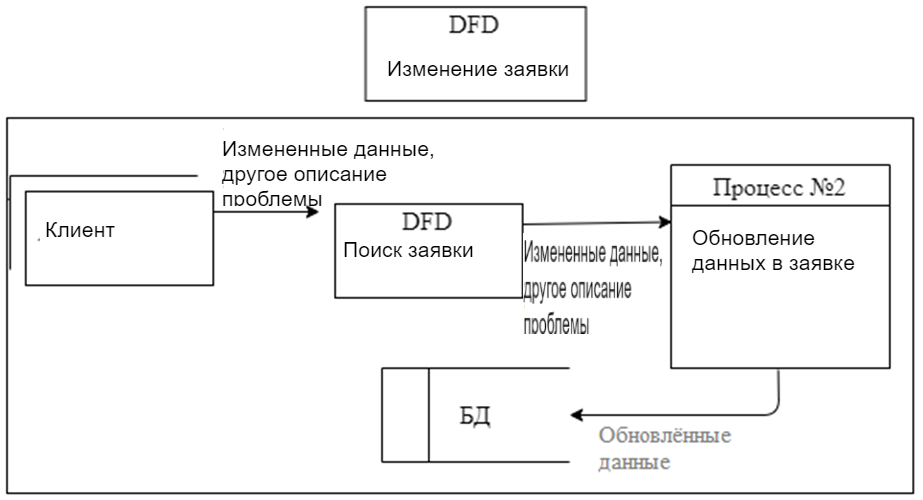 DFD
Изменение заявки
Измененные данные,
другое описание
проблемы
Клиент
DFD
Поиск заявки
Измененные данные,
другое описание
проблемы
Процесс №2
Обновление
данных в заявке
БД
Обновлённые
данные